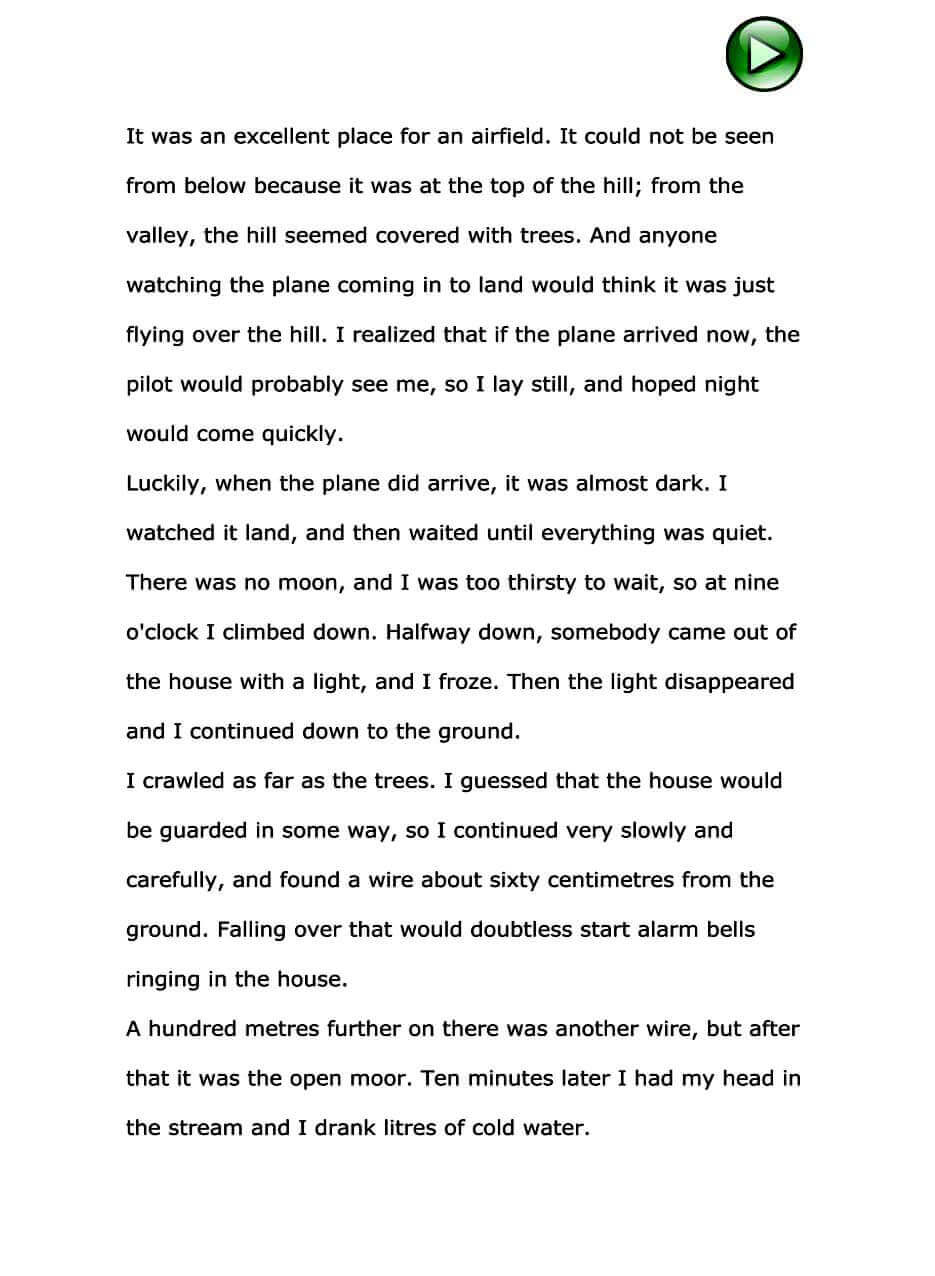 It was an excellent place for an airfield. It could not be seen
from below because it was at the top of the hill; from the
valley, the hill seemed covered with trees. And anyone
watching the plane coming in to land would think it was just
flying over the hill. I realized that if the plane arrived now, the
pilot would probably see me, so I lay still, and hoped night
would come quickly.
Luckily, when the plane did arrive, it was almost dark. I
watched it land, and then waited until everything was quiet.
There was no moon, and I was too thirsty to wait, so at nine
o'clock I climbed down. Halfway down, somebody came out of
the house with a light, and I froze. Then the light disappeared
and I continued down to the ground.
I crawled as far as the trees. I guessed that the house would
be guarded in some way, so I continued very slowly and
carefully, and found a wire about sixty centimetres from the
ground. Falling over that would doubtless start alarm bells
ringing in the house.
A hundred metres further on there was another wire, but after
that it was the open moor. Ten minutes later I had my head in
the stream and I drank litres of cold water.